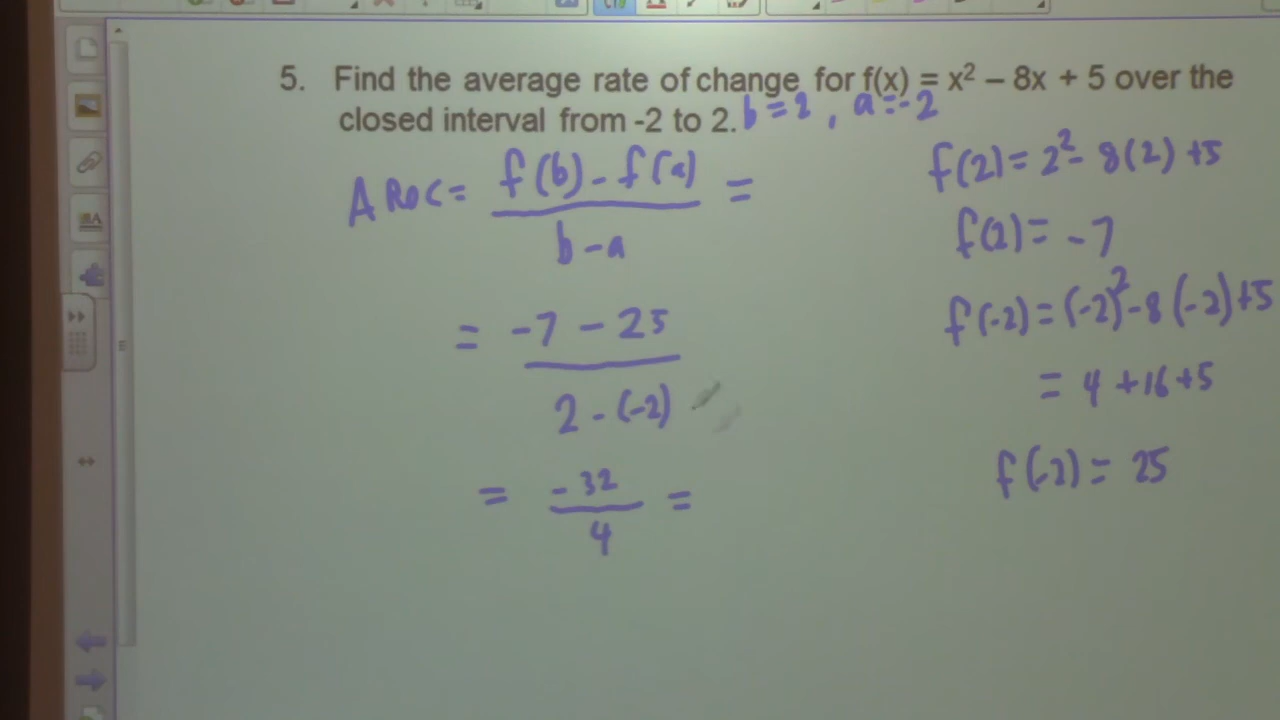 5. Find the average rate of change for f(x) = x² – 8x + 5 over the
closed interval from -2 to 2. b = 2 , a = -2
A ROC = f(b) - f(a) / b - a =
= -7 - 25 / 2 - (-2)
= -32 / 4 =
f(2) = 2² - 8(2) + 5
f(2) = -7
f(-2) = (-2)² - 8(-2) + 5
= 4 + 16 + 5
f(-2) = 25